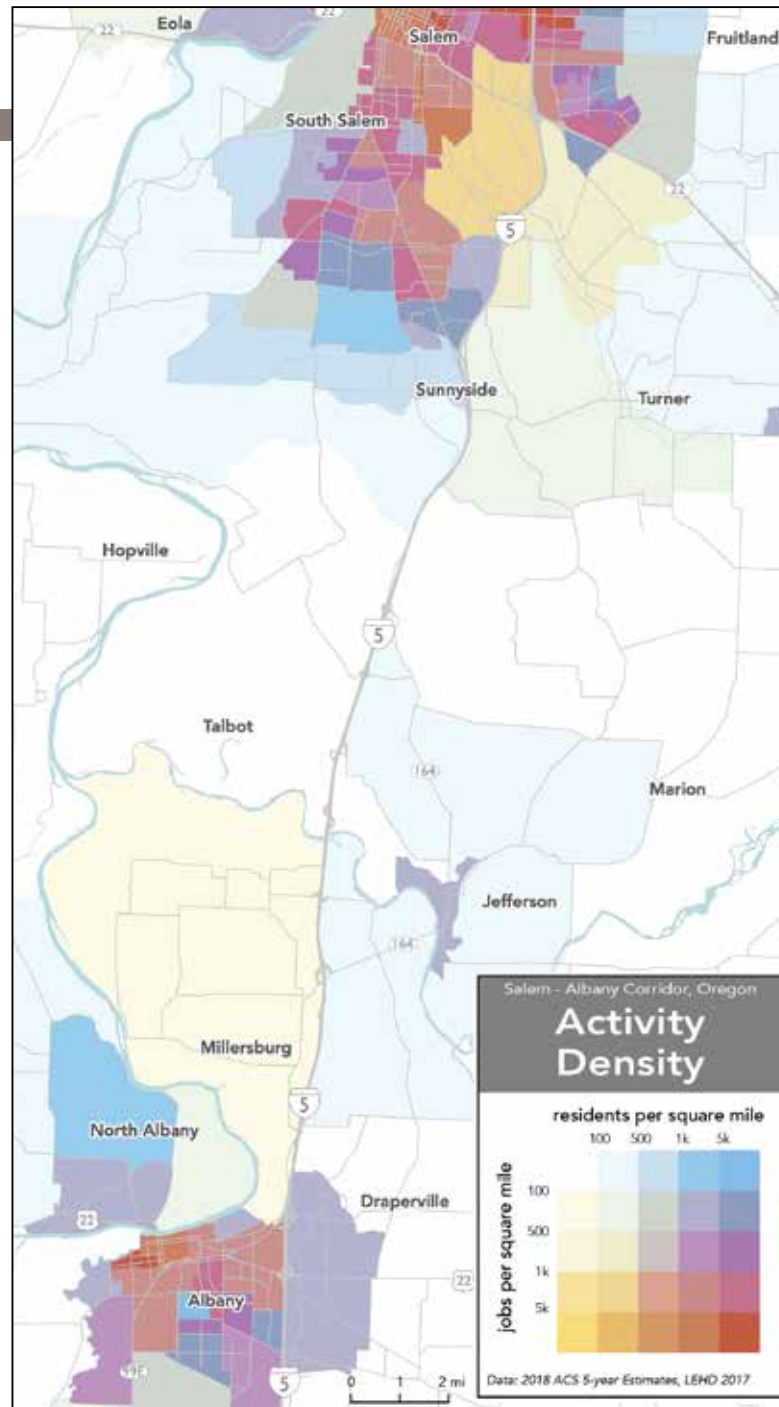 22
Eola
22
Salem
Fruitland
South Salem
22
5
Sunnyside
Turner
Hopville
5
Talbot
164
Marion
Jefferson
164
Millersburg
5
North Albany
Draperville
22
22
Albany
99E
5
0 1 2 mi
Salem - Albany Corridor, Oregon
Activity
Density
residents per square mile
100 500 1k 5k
jobs per square mile
100
500
1k
5k
Data: 2018 ACS 5-year Estimates, LEHD 2017